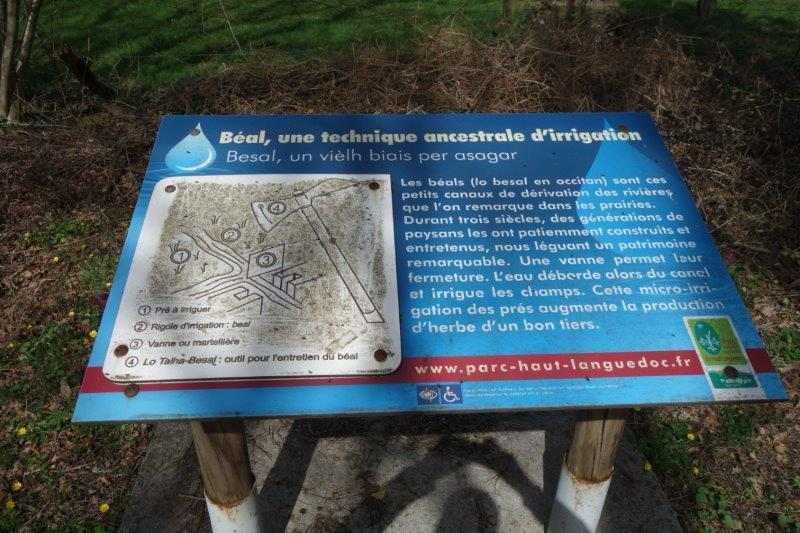 Béal, une technique ancestrale d'irrigation
Besal, un vièlh biais per asagar
Les béals (lo besal en occitan) sont ces
petits canaux de dérivation des rivières
que l'on remarque dans les prairies.
Durant trois siècles, des générations de
paysans les ont patiemment construits et
entretenus, nous léguant un patrimoine
remarquable. Une vanne permet leur
fermeture. L'eau déborde alors du canal
et irrigue les champs. Cette micro-irri-
gation des prés augmente la production
d'herbe d'un bon tiers.
4
1
2
3
1 Pré à irriguer
2 Rigole d'irrigation : béal
3 Vanne ou martelière
4 Lo Talha-Besal : outil pour l'entretien du béal
www.parc-haut-languedoc.fr